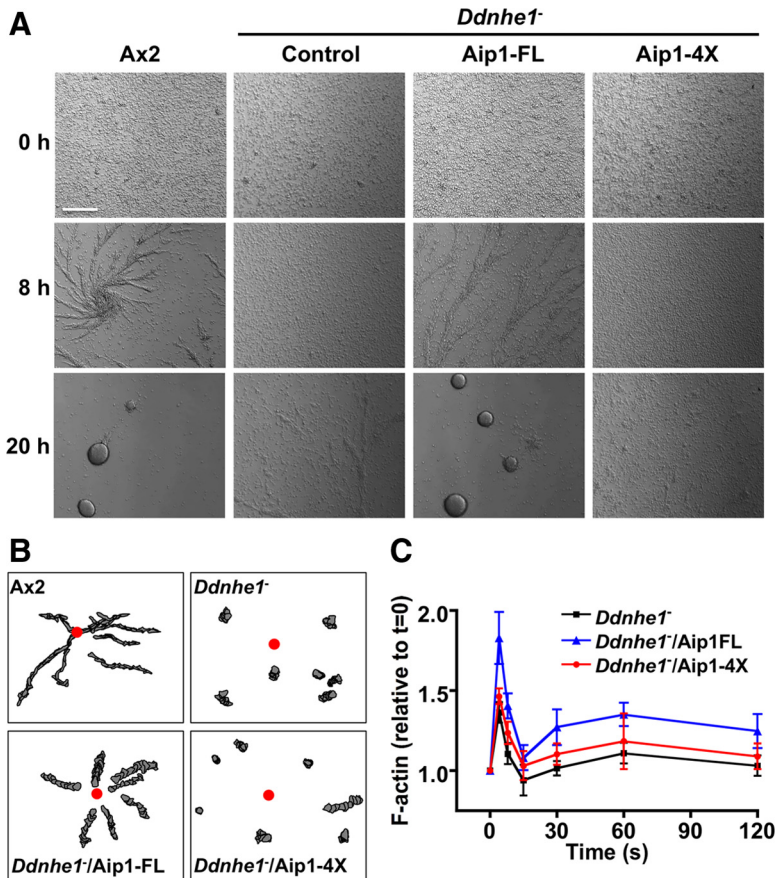 A
Ddnhe1-
Ax2
Control
Aip1-FL
Aip1-4X
0 h
8 h
20 h
B
Ax2
Ddnhe1-
Ddnhe1-/Aip1-FL
Ddnhe1-/Aip1-4X
C
F-actin (relative to t=0)
2.0
1.5
1.0
Ddnhe1-
Ddnhe1-/Aip1FL
Ddnhe1-/Aip1-4X
0 30 60 90 120
Time (s)